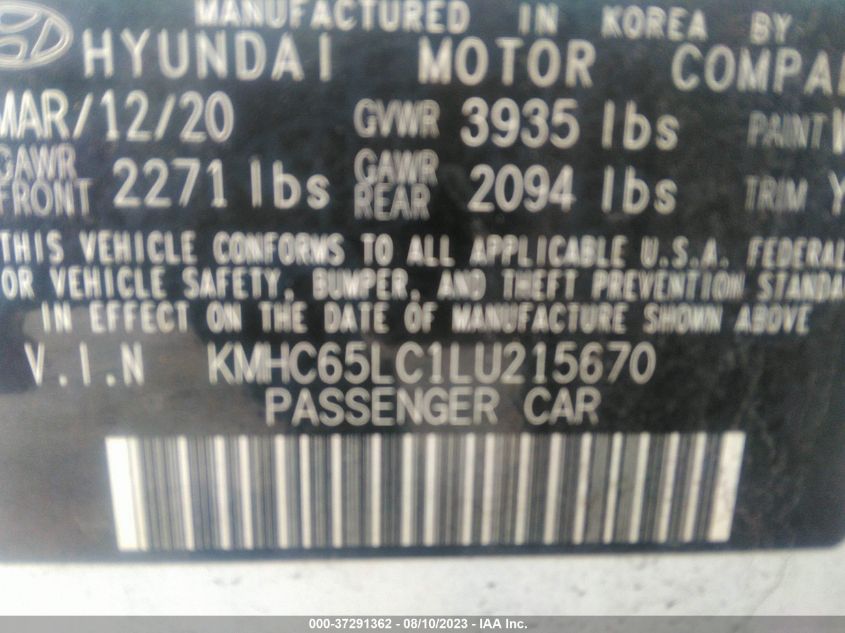 MANUFACTURED IN KOREA BY
HYUNDAI MOTOR COMPA
MAR/12/20 GVWR 3935 lbs PAINT W
GAWR FRONT 2271 lbs GAWR REAR 2094 lbs TRIM Y
THIS VEHICLE CONFORMS TO ALL APPLICABLE U.S.A. FEDERAL
OR VEHICLE SAFETY, BUMPER, AND THEFT PREVENTION STANDA
IN EFFECT ON THE DATE OF MANUFACTURE SHOWN ABOVE
V.I.N KMHC65LC1LU215670
PASSENGER CAR
000-37291362 - 08/10/2023 - IAA Inc.